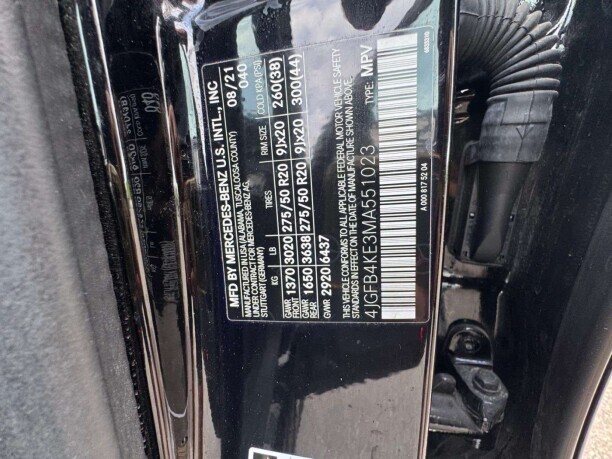 MFD BY MERCEDES-BENZ U.S. INTL., INC
MANUFACTURED IN USA (ALABAMA, TUSCALOOSA COUNTY)
UNDER CONTRACT WITH MERCEDES-BENZ AG,
STUTTGART (GERMANY) 08/21
040
KG LB TIRES RIM SIZE COLD KPA (PSI)
GAWR FRONT 1370 3020 275/50 R20 9Jx20 260(38)
GAWR REAR 1650 3638 275/50 R20 9Jx20 300(44)
GVWR 2920 6437
THIS VEHICLE CONFORMS TO ALL APPLICABLE FEDERAL MOTOR VEHICLE SAFETY
STANDARDS IN EFFECT ON THE DATE OF MANUFACTURE SHOWN ABOVE.
4JGFB4KE3MA551023 TYPE: MPV
A 000 817 52 04